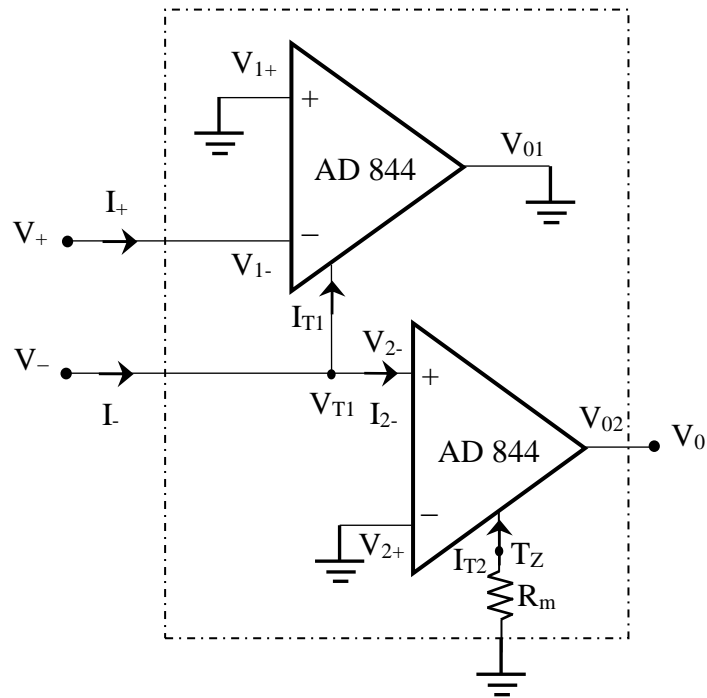 V1+
+
AD 844
V01
I+
V+
−
V1-
IT1
V−
V2-
+
I-
VT1
I2-
V02
V0
AD 844
−
V2+
IT2
TZ
Rm